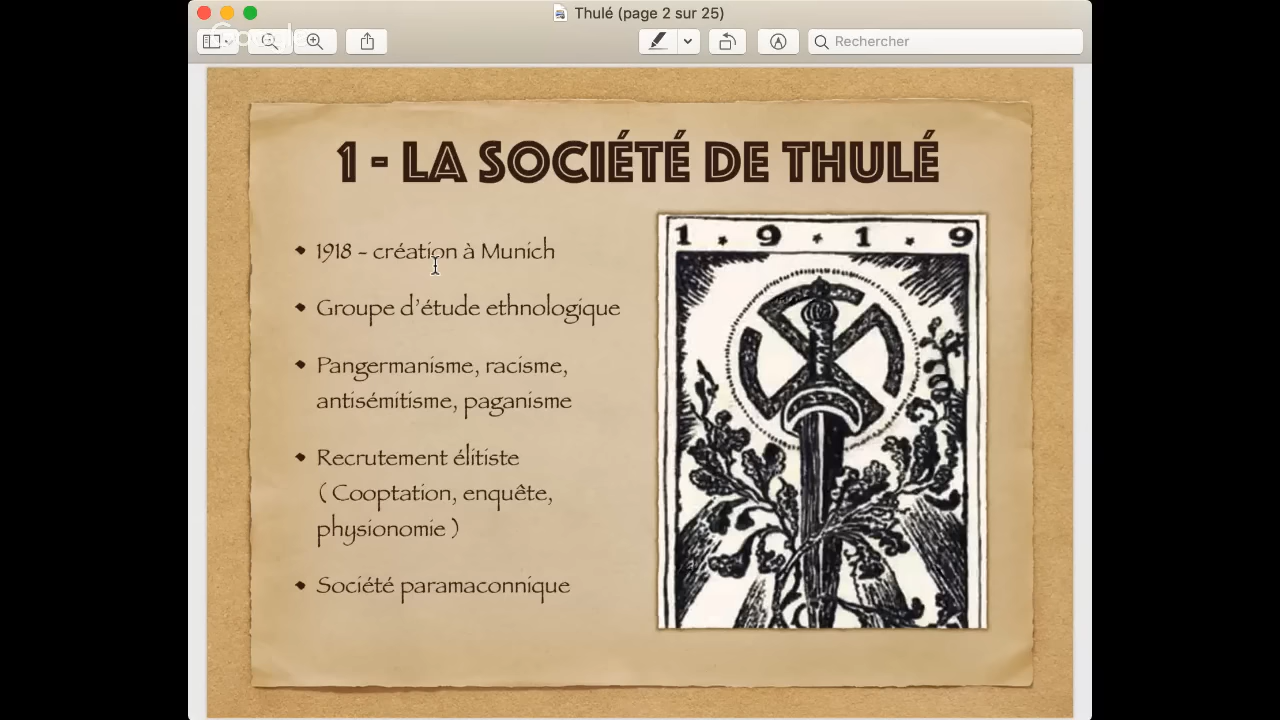 Thulé (page 2 sur 25)
Google
Rechercher
1 - LA SOCIÉTÉ DE THULÉ
1918 - création à Munich
Groupe d'étude ethnologique
Pangermanisme, racisme,
antisémitisme, paganisme
Recrutement élitiste
( Cooptation, enquête,
physionomie )
Société paramaconnique
1 . 9 . 1 . 9